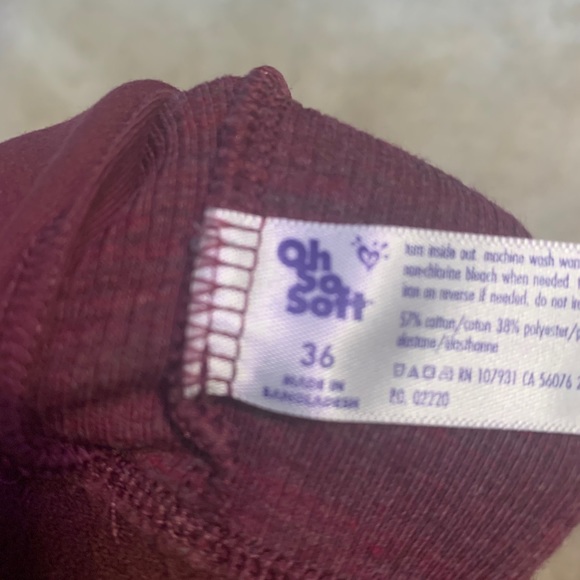 Oh
So
Soft
36
MADE IN
BANGLADESH
turn inside out. machine wash
non-chlorine bleach when needed.
iron on reverse if needed. do not
57% cotton/coton 38% polyester/
elastane/élasthanne
RN 107931 CA 56076
P.O. 02220